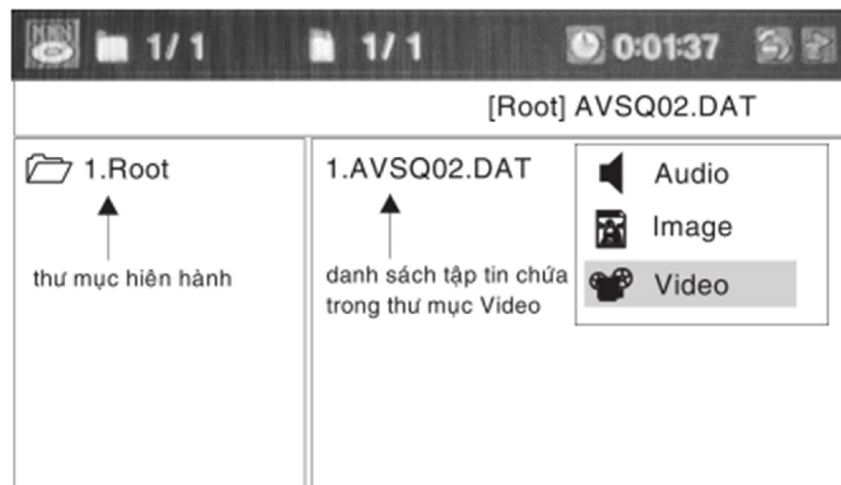 1/ 1
1/ 1
0:01:37
[Root] AVSQ02.DAT
1.Root
1.AVSQ02.DAT
Audio
Image
Video
thư mục hiên hành
danh sách tập tin chứa
trong thư mục Video